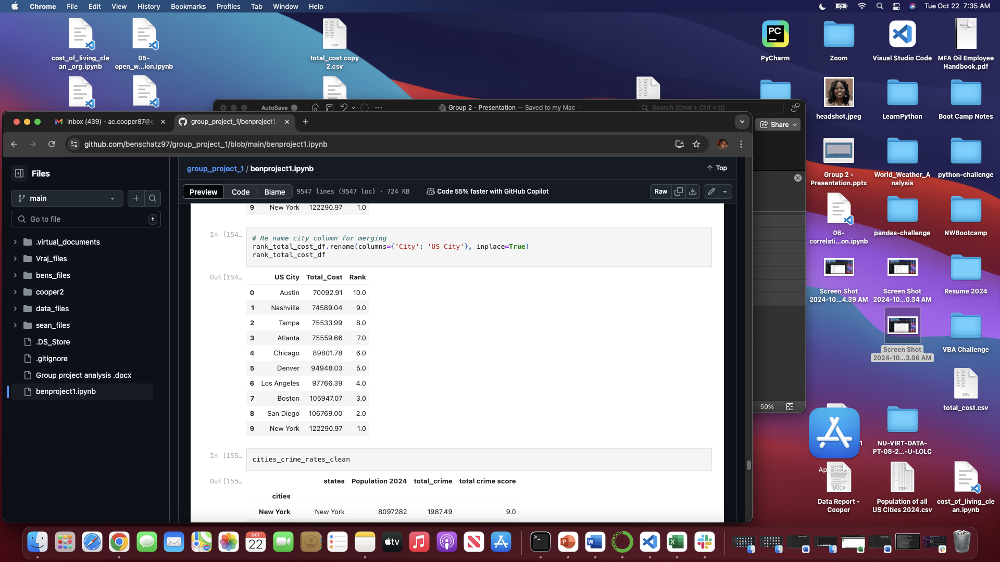 Chrome File Edit View History Bookmarks Profiles Tab Window Help
Tue Oct 22 7:35 AM
cost_of_living_cle
an _org.ipynb
05-
open_w...ion.ipynb
total_cost copy
2.csv
PyCharm
Zoom
Visual Studio Code
MFA Oil Employee
Handbook.pdf
headshot.jpeg
LearnPython
Boot Camp Notes
Group 2 -
Presentation.pptx
World_Weather_A
nalysis
python-challenge
06-
correlati...on.ipynb
pandas-challenge
NWBootcamp
Screen Shot
2024-10...4.39 AM
Screen Shot
2024-10...0.34 AM
Resume 2024
Screen Shot
2024-10...3.06 AM
VBA Challenge
total_cost.csv
NU-VIRT-DATA-
PT-08-2...-U-LOLC
App Store
Data Report -
Cooper
Population of all
US Cities 2024.csv
cost_of_living_cle
an.ipynb
AutoSave
Group 2 - Presentation — Saved to my Mac
Search (Cmd + Ctrl + U)
Share
50%
Inbox (439) - ac.cooper87@g
group_project_1/benproject1.
github.com/benschatz97/group_project_1/blob/main/benproject1.ipynb
Files
main
Go to file t
.virtual_documents
Vraj_files
bens_files
cooper2
data_files
sean_files
.DS_Store
.gitignore
Group project analysis .docx
benproject1.ipynb
group_project_1 / benproject1.ipynb
Top
Preview Code Blame 9547 lines (9547 loc) · 724 KB Code 55% faster with GitHub Copilot Raw
9 New York 122290.97 1.0
In [154…
# Re name city column for merging
rank_total_cost_df.rename(columns={'City': 'US City'}, inplace=True)
rank_total_cost_df
Out[154…
US City Total_Cost Rank
0 Austin 70092.91 10.0
1 Nashville 74589.04 9.0
2 Tampa 75533.99 8.0
3 Atlanta 75559.66 7.0
4 Chicago 89801.78 6.0
5 Denver 94948.03 5.0
6 Los Angeles 97766.39 4.0
7 Boston 105947.07 3.0
8 San Diego 106769.00 2.0
9 New York 122290.97 1.0
In [155…
cities_crime_rates_clean
Out[155…
states Population 2024 total_crime total crime score
cities
New York New York 8097282 1987.49 9.0
OCT
22
tv